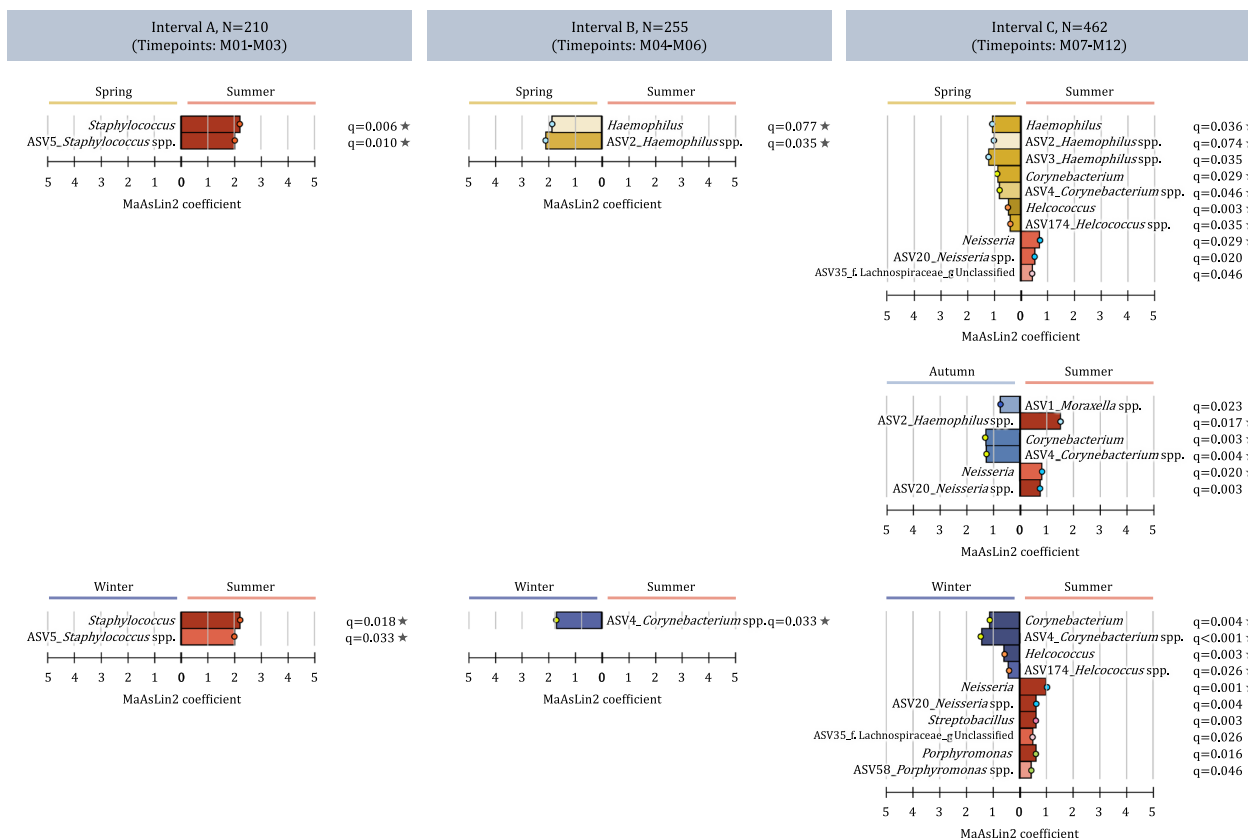 Interval A, N=210
(Timepoints: M01-M03)
Interval B, N=255
(Timepoints: M04-M06)
Interval C, N=462
(Timepoints: M07-M12)
Spring Summer
Staphylococcus q=0.006 ★
ASV5_Staphylococcus spp. q=0.010 ★
5 4 3 2 1 0 1 2 3 4 5
MaAsLin2 coefficient
Spring Summer
Haemophilus q=0.077 ★
ASV2_Haemophilus spp. q=0.035 ★
5 4 3 2 1 0 1 2 3 4 5
MaAsLin2 coefficient
Spring Summer
Haemophilus q=0.036 ★
ASV2_Haemophilus spp. q=0.074 ★
ASV3_Haemophilus spp. q=0.035
Corynebacterium q=0.029 ★
ASV4_Corynebacterium spp. q=0.046 ★
Helcococcus q=0.003 ★
ASV174_Helcococcus spp. q=0.035 ★
Neisseria q=0.029 ★
ASV20_Neisseria spp. q=0.020
ASV35_f. Lachnospiraceae_g Unclassified q=0.046
5 4 3 2 1 0 1 2 3 4 5
MaAsLin2 coefficient
Autumn Summer
ASV1_Moraxella spp. q=0.023
ASV2_Haemophilus spp. q=0.017 ★
Corynebacterium q=0.003 ★
ASV4_Corynebacterium spp. q=0.004 ★
Neisseria q=0.020 ★
ASV20_Neisseria spp. q=0.003
5 4 3 2 1 0 1 2 3 4 5
MaAsLin2 coefficient
Winter Summer
Staphylococcus q=0.018 ★
ASV5_Staphylococcus spp. q=0.033 ★
5 4 3 2 1 0 1 2 3 4 5
MaAsLin2 coefficient
Winter Summer
ASV4_Corynebacterium spp. q=0.033 ★
5 4 3 2 1 0 1 2 3 4 5
MaAsLin2 coefficient
Winter Summer
Corynebacterium q=0.004 ★
ASV4_Corynebacterium spp. q<0.001 ★
Helcococcus q=0.003 ★
ASV174_Helcococcus spp. q=0.026 ★
Neisseria q=0.001 ★
ASV20_Neisseria spp. q=0.004
Streptobacillus q=0.003
ASV35_f. Lachnospiraceae_g Unclassified q=0.026
Porphyromonas q=0.016
ASV58_Porphyromonas spp. q=0.046
5 4 3 2 1 0 1 2 3 4 5
MaAsLin2 coefficient